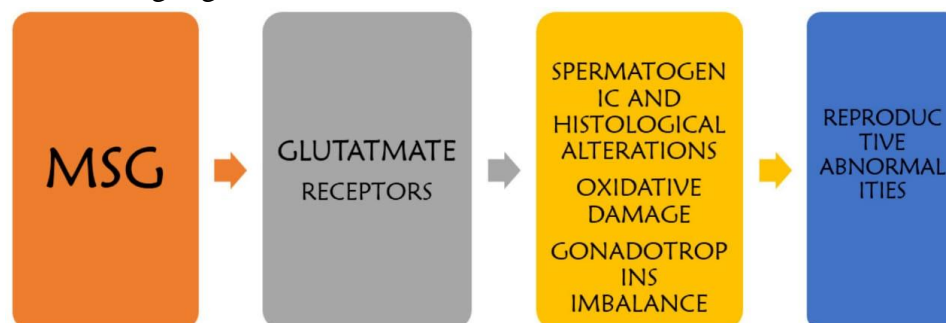 MSG
GLUTATMATE
RECEPTORS
SPERMATOGEN
IC AND
HISTOLOGICAL
ALTERATIONS
OXIDATIVE
DAMAGE
GONADOTROP
INS
IMBALANCE
REPRODUC
TIVE
ABNORMAL
ITIES